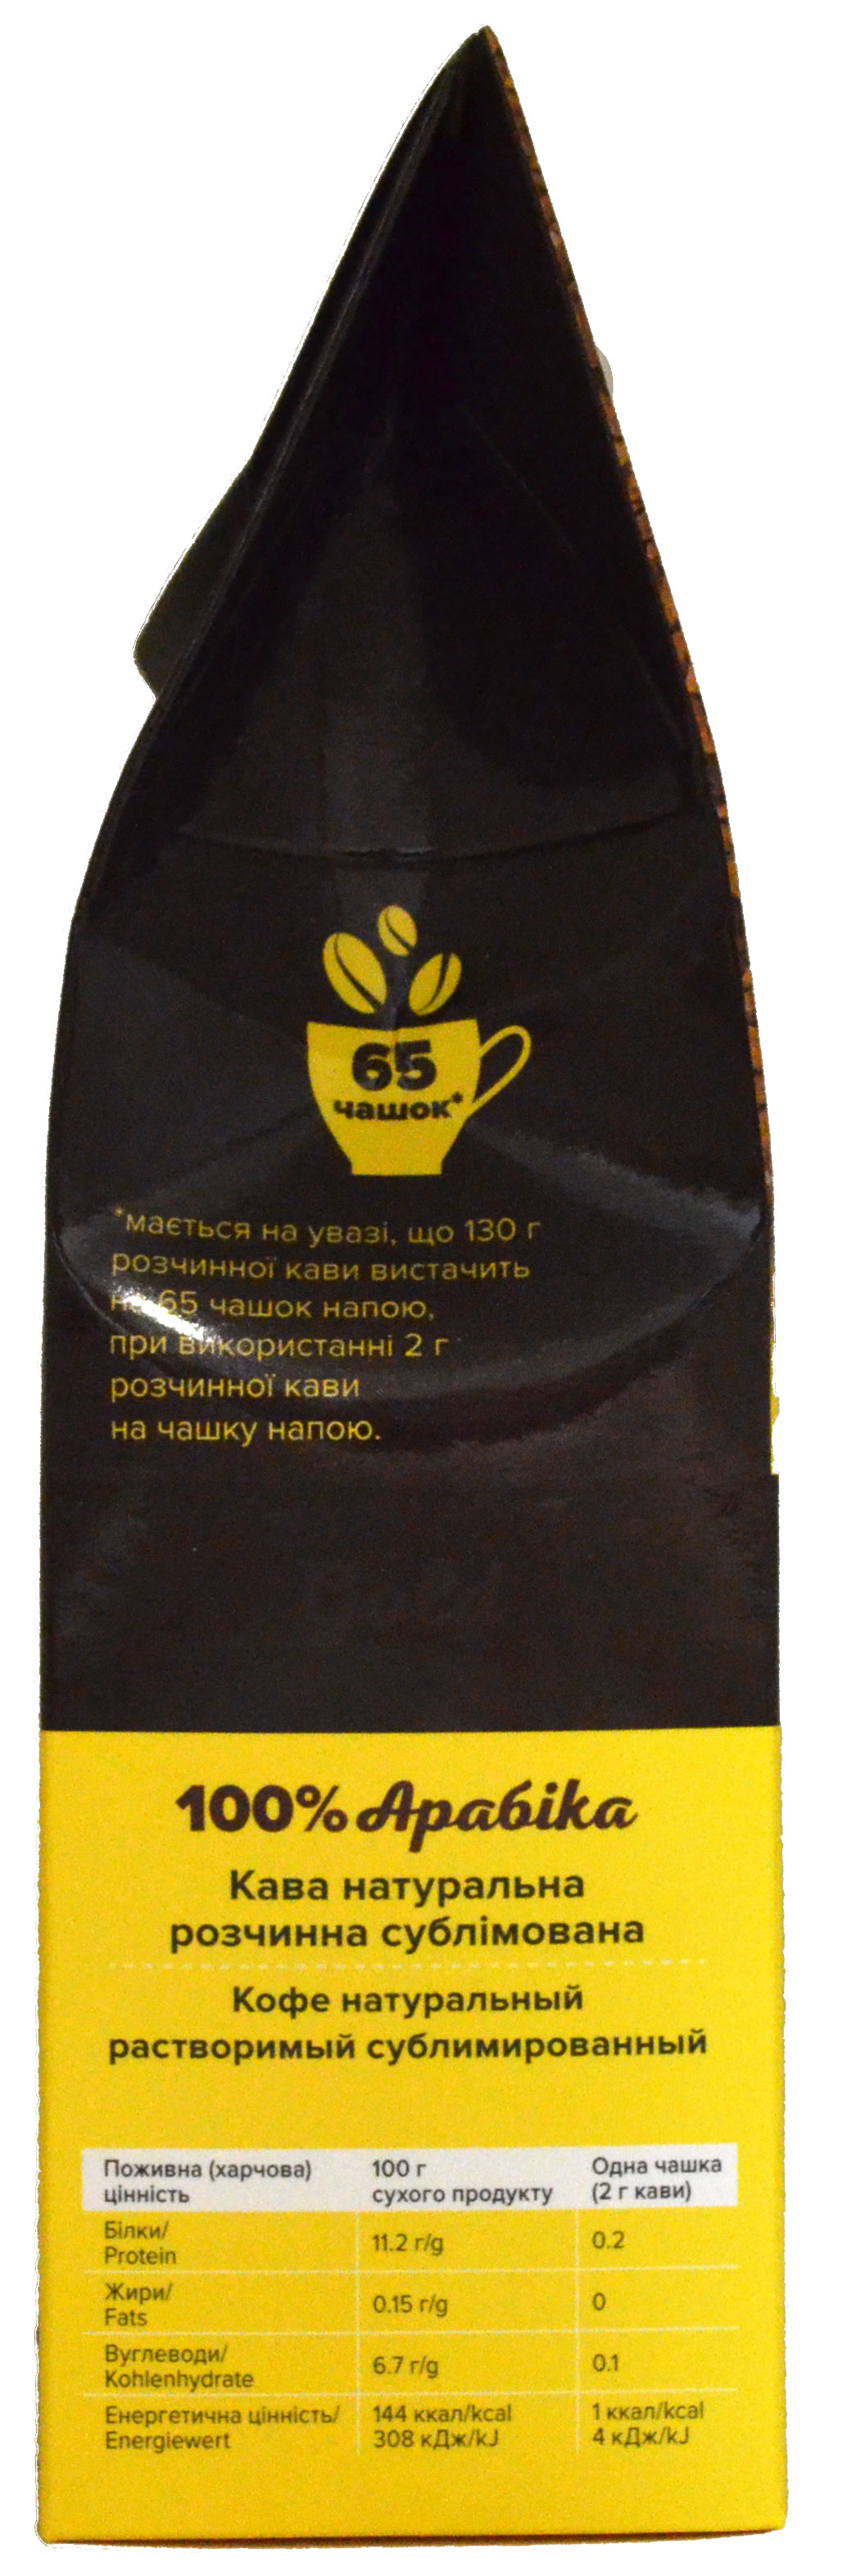 65
чашок*
*мається на увазі, що 130 г
розчинної кави вистачить
на 65 чашок напою,
при використанні 2 г
розчинної кави
на чашку напою.
100% Арабіка
Кава натуральна
розчинна сублімована
Кофе натуральный
растворимый сублимированный
Поживна (харчова) цінність 100 г сухого продукту Одна чашка (2 г кави)
Білки/ Protein 11.2 г/g 0.2
Жири/ Fats 0.15 г/g 0
Вуглеводи/ Kohlenhydrate 6.7 г/g 0.1
Енергетична цінність/ Energiewert 144 ккал/kcal 308 кДж/kJ 1 ккал/kcal 4 кДж/kJ